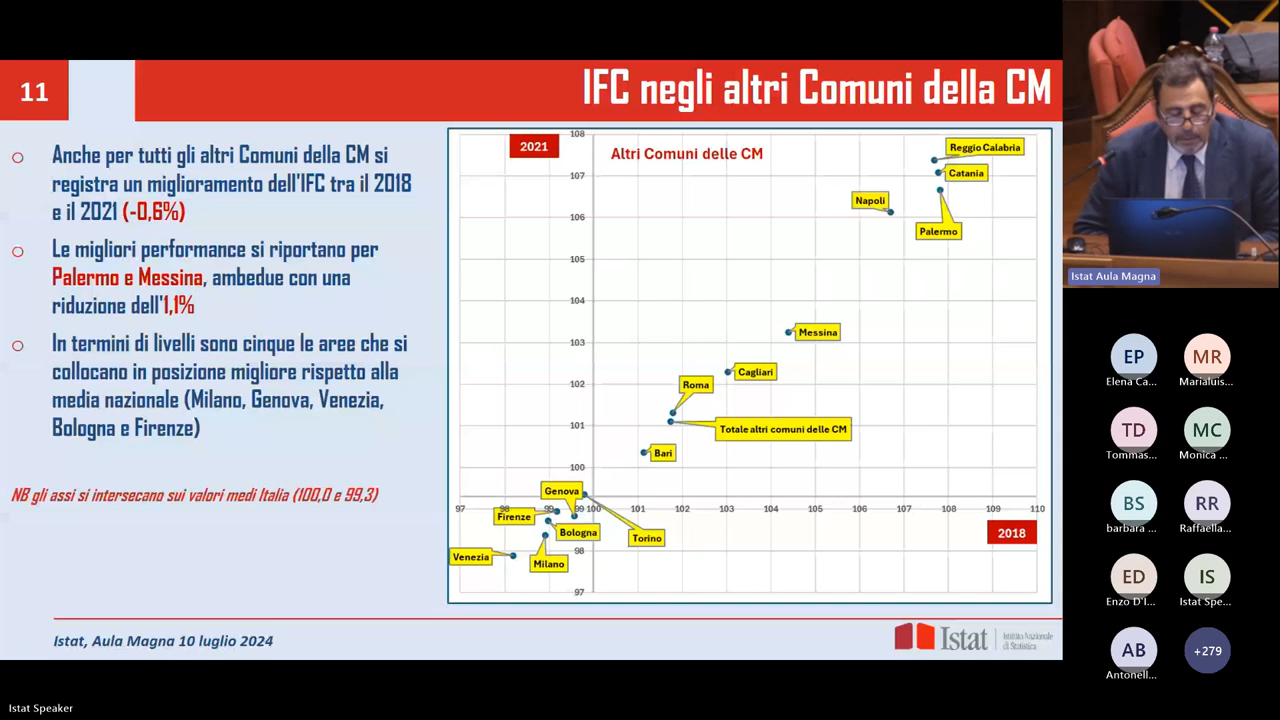 11
IFC negli altri Comuni della CM
Anche per tutti gli altri Comuni della CM si
registra un miglioramento dell'IFC tra il 2018
e il 2021 (-0,6%)
Le migliori performance si riportano per
Palermo e Messina, ambedue con una
riduzione dell'1,1%
In termini di livelli sono cinque le aree che si
collocano in posizione migliore rispetto alla
media nazionale (Milano, Genova, Venezia,
Bologna e Firenze)
NB gli assi si intersecano sui valori medi Italia (100,0 e 99,3)
2021
Altri Comuni delle CM
108
107
106
105
104
103
102
101
100
98
97
97 98 99 99 100 101 102 103 104 105 106 107 108 109 110
2018
Reggio Calabria
Catania
Napoli
Palermo
Messina
Cagliari
Roma
Totale altri comuni delle CM
Bari
Genova
Firenze
Bologna
Torino
Venezia
Milano
Istat, Aula Magna 10 luglio 2024
Istat
Istituto Nazionale
di Statistica
Istat Aula Magna
EP
Elena Ca...
MR
Marialuis...
TD
Tommas...
MC
Monica ...
BS
barbara ...
RR
Raffaella...
ED
Enzo D'I...
IS
Istat Spe...
AB
Antonell...
+279
Istat Speaker